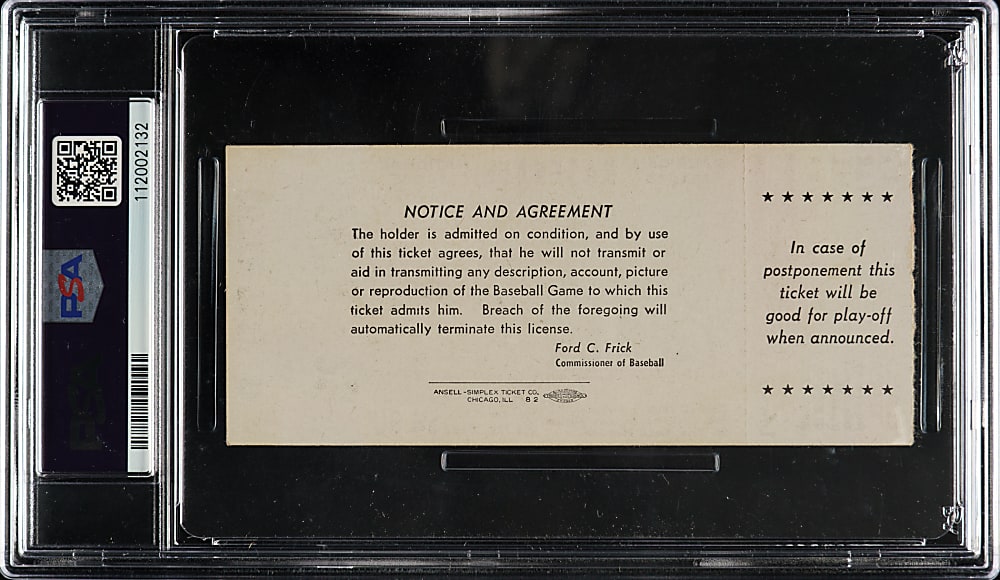 112002132
PSA
NOTICE AND AGREEMENT
The holder is admitted on condition, and by use
of this ticket agrees, that he will not transmit or
aid in transmitting any description, account, picture
or reproduction of the Baseball Game to which this
ticket admits him. Breach of the foregoing will
automatically terminate this license.
Ford C. Frick
Commissioner of Baseball
ANSELL-SIMPLEX TICKET CO.
CHICAGO, ILL 82
★ ★ ★ ★ ★ ★ ★
In case of
postponement this
ticket will be
good for play-off
when announced.
★ ★ ★ ★ ★ ★ ★